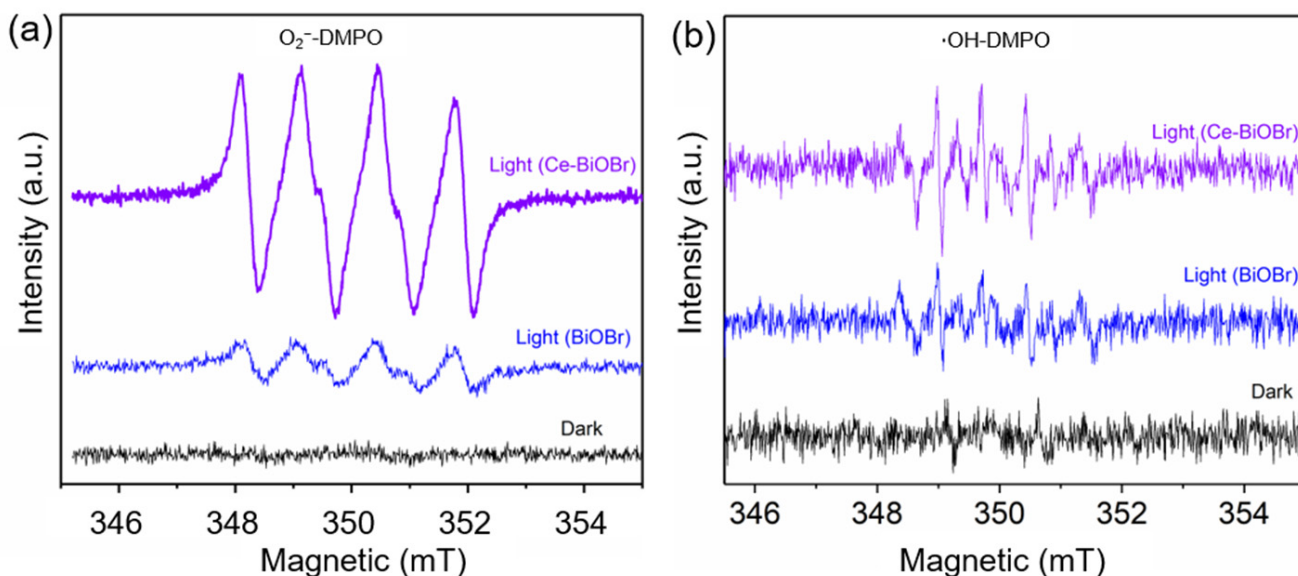 (a)
O₂⁻-DMPO
Light (Ce-BiOBr)
Light (BiOBr)
Dark
Intensity (a.u.)
346 348 350 352 354
Magnetic (mT)
(b)
·OH-DMPO
Light (Ce-BiOBr)
Light (BiOBr)
Dark
Intensity (a.u.)
346 348 350 352 354
Magnetic (mT)